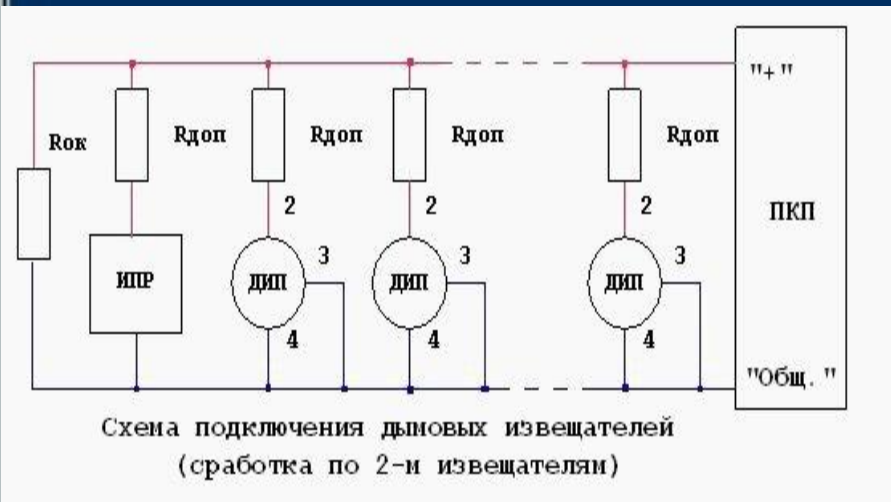 "+"
Rок
Rдоп
Rдоп
Rдоп
Rдоп
2
2
2
ПКП
3
3
3
ИПР
ДИП
ДИП
ДИП
4
4
4
"Общ."
Схема подключения дымовых извещателей
(сработка по 2-м извещателям)